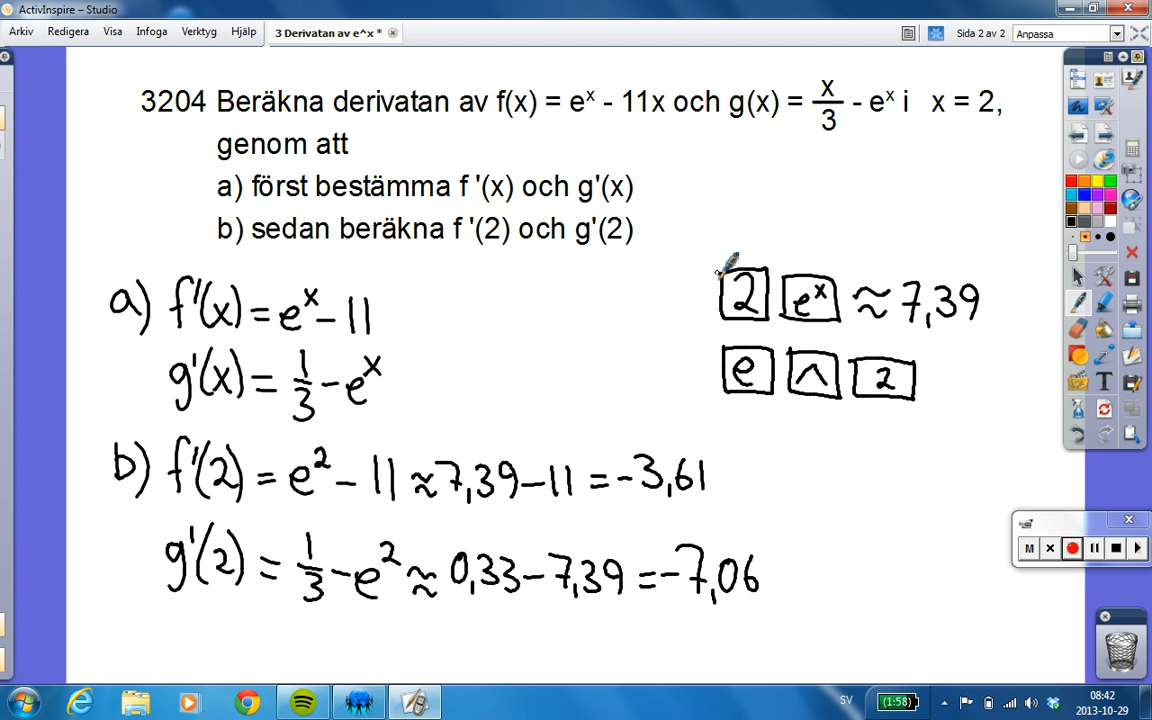 ActivInspire – Studio
Arkiv Redigera Visa Infoga Verktyg Hjälp 3 Derivatan av e^x * Sida 2 av 2 Anpassa
3204 Beräkna derivatan av f(x) = eˣ - 11x och g(x) = x/3 - eˣ i x = 2,
genom att
a) först bestämma f '(x) och g'(x)
b) sedan beräkna f '(2) och g'(2)
a) f'(x) = eˣ - 11
g'(x) = 1/3 - eˣ
2 eˣ ≈ 7,39
e ^ 2
b) f'(2) = e² - 11 ≈ 7,39 - 11 = -3,61
g'(2) = 1/3 - e² ≈ 0,33 - 7,39 = -7,06
M
SV (1:58) 08:42
2013-10-29